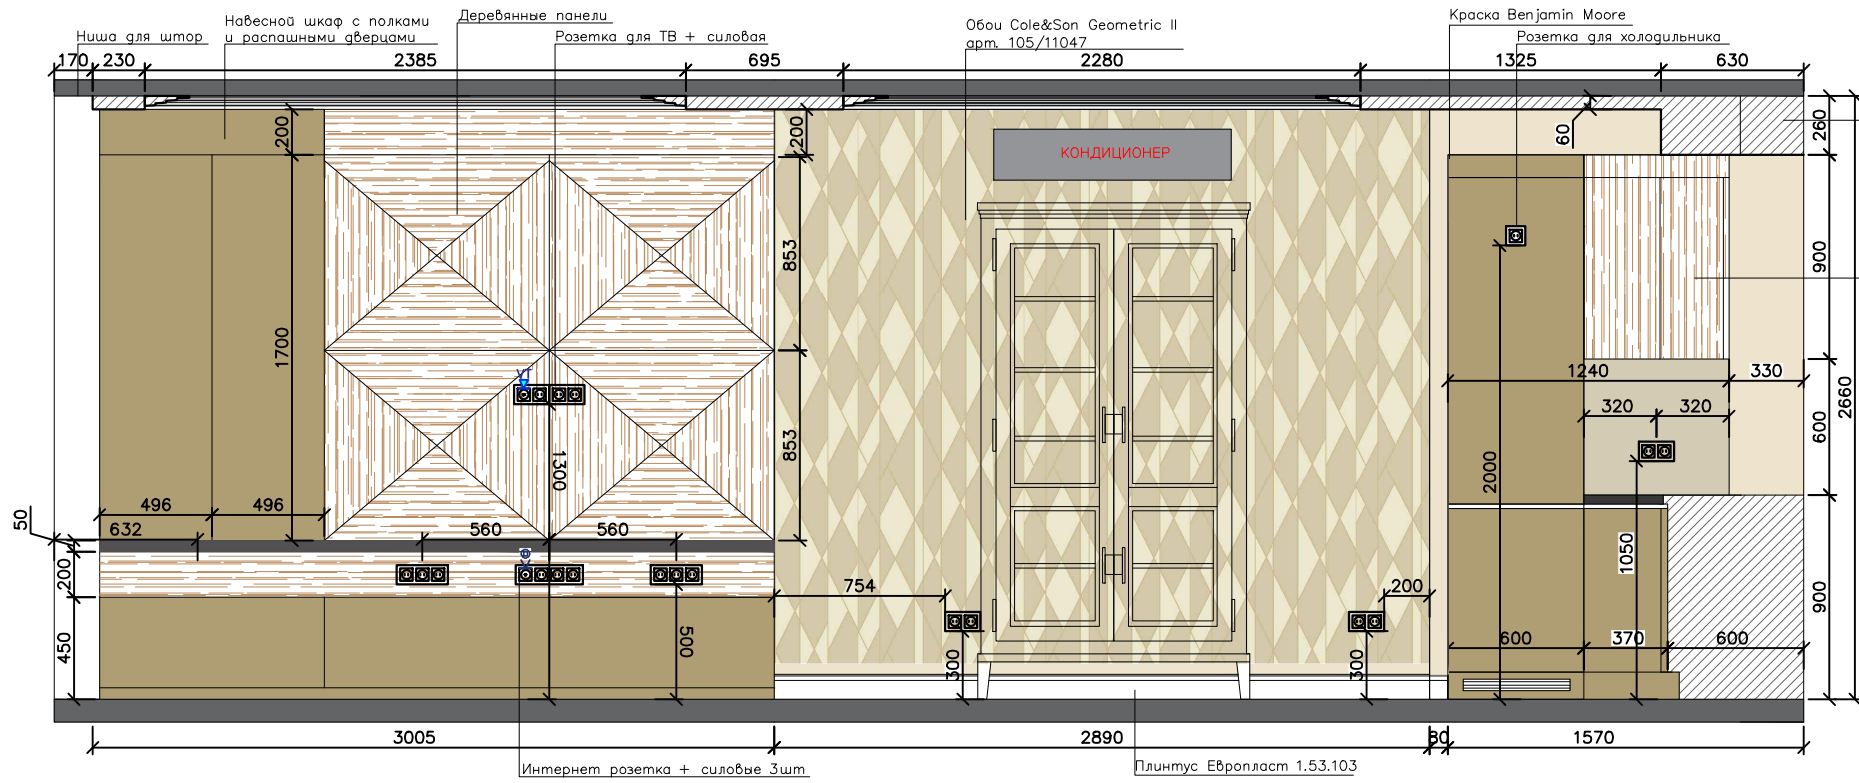 Деревянные панели
Навесной шкаф с полками
и распашными дверцами
Ниша для штор
Розетка для ТВ + силовая
Обои Cole&Son Geometric II
арт. 105/11047
Краска Benjamin Moore
Розетка для холодильника
170 230 2385 695 2280 1325 630
200 200 60 260
КОНДИЦИОНЕР
853 900
1700
1240 330
VT
320 320
2660
853 1300 2000 600
496 496
50 632 560 560
1050
200
754 200
450 500 300 300 900
600 370 600
3005 2890 80 1570
Интернет розетка + силовые 3шт
Плинтус Европласт 1.53.103